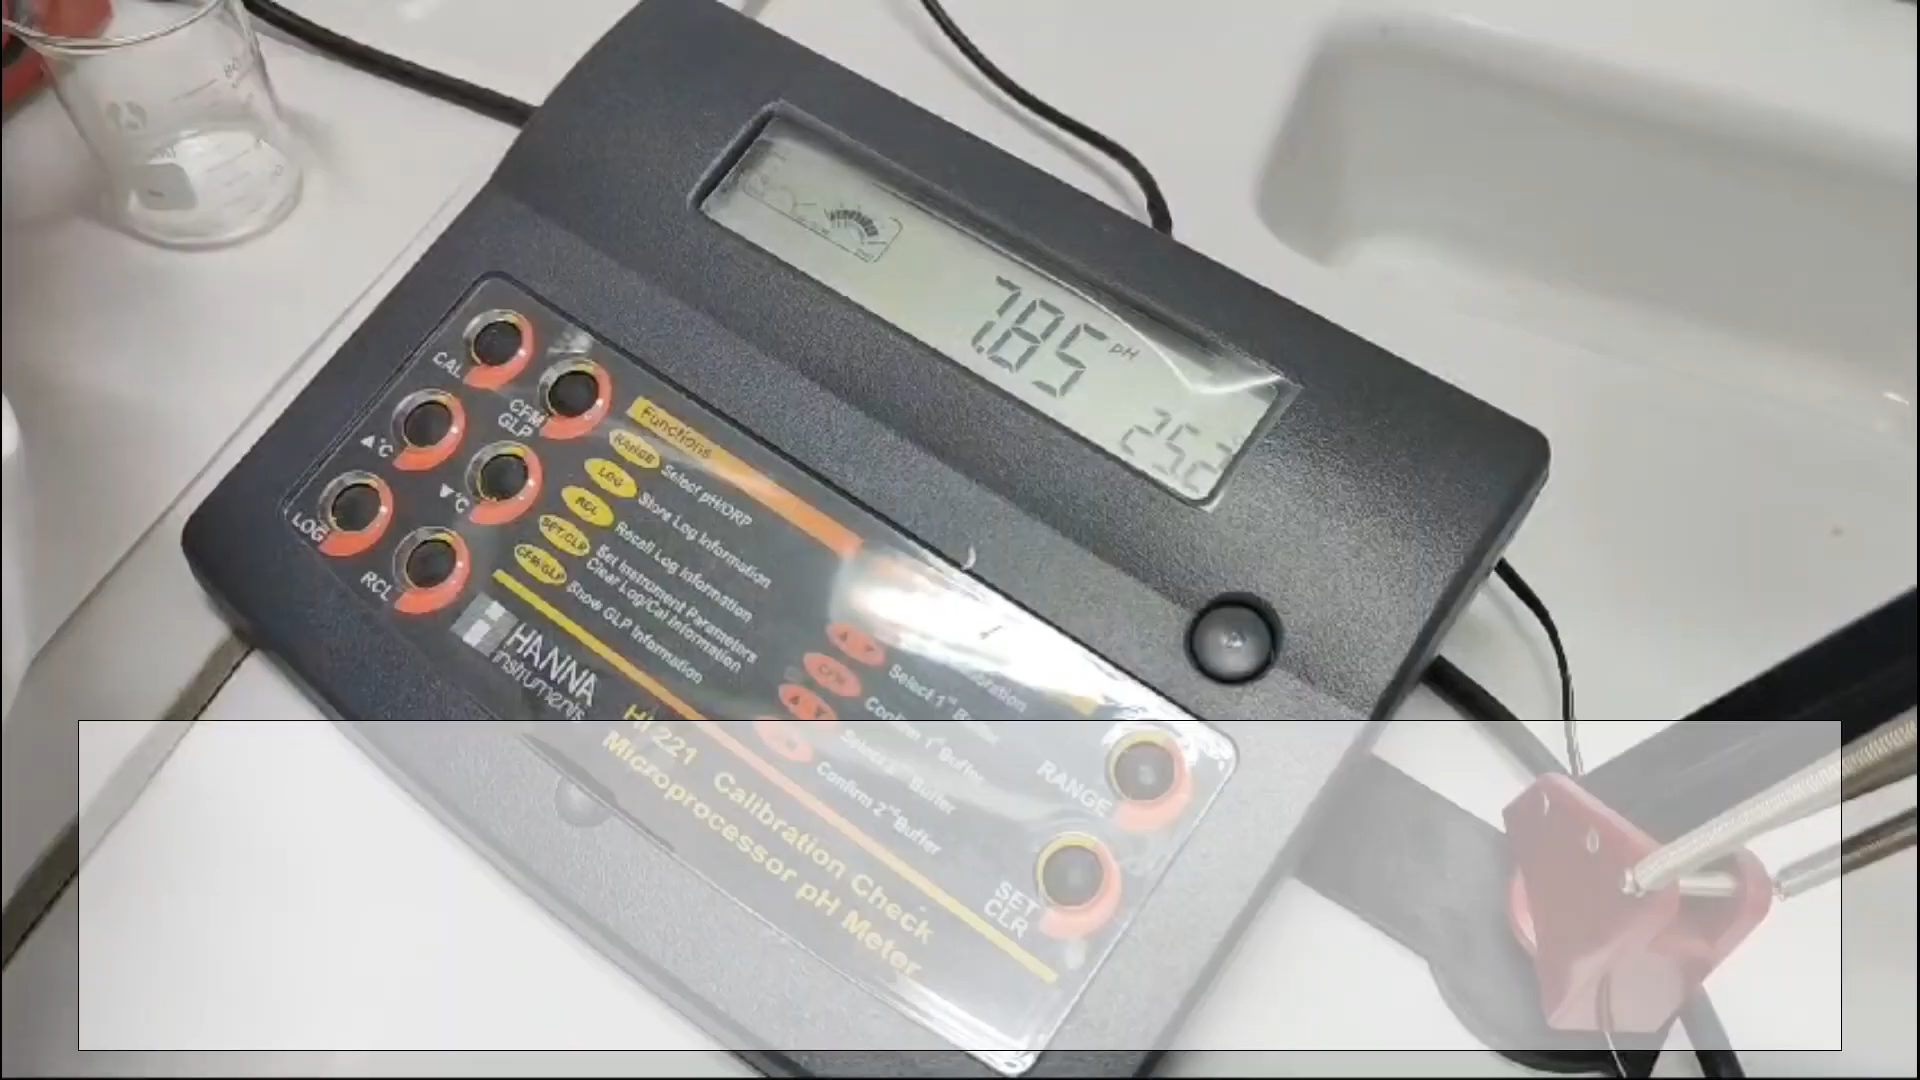 7.85 pH
25.2
CAL
CFM
GLP
▲°C
▼°C
LOG
RCL
Functions
RANGE Select pH/ORP
LOG Store Log Information
RCL Recall Log Information
SET/CLR Set Instrument Parameters
Clear Log/Cal Information
CFM/GLP Show GLP Information
HANNA
instruments
Select 1st Buffer
Confirm 1st Buffer
Select 2nd Buffer
Confirm 2nd Buffer
HI 221 Calibration Check
Microprocessor pH Meter
RANGE
SET
CLR